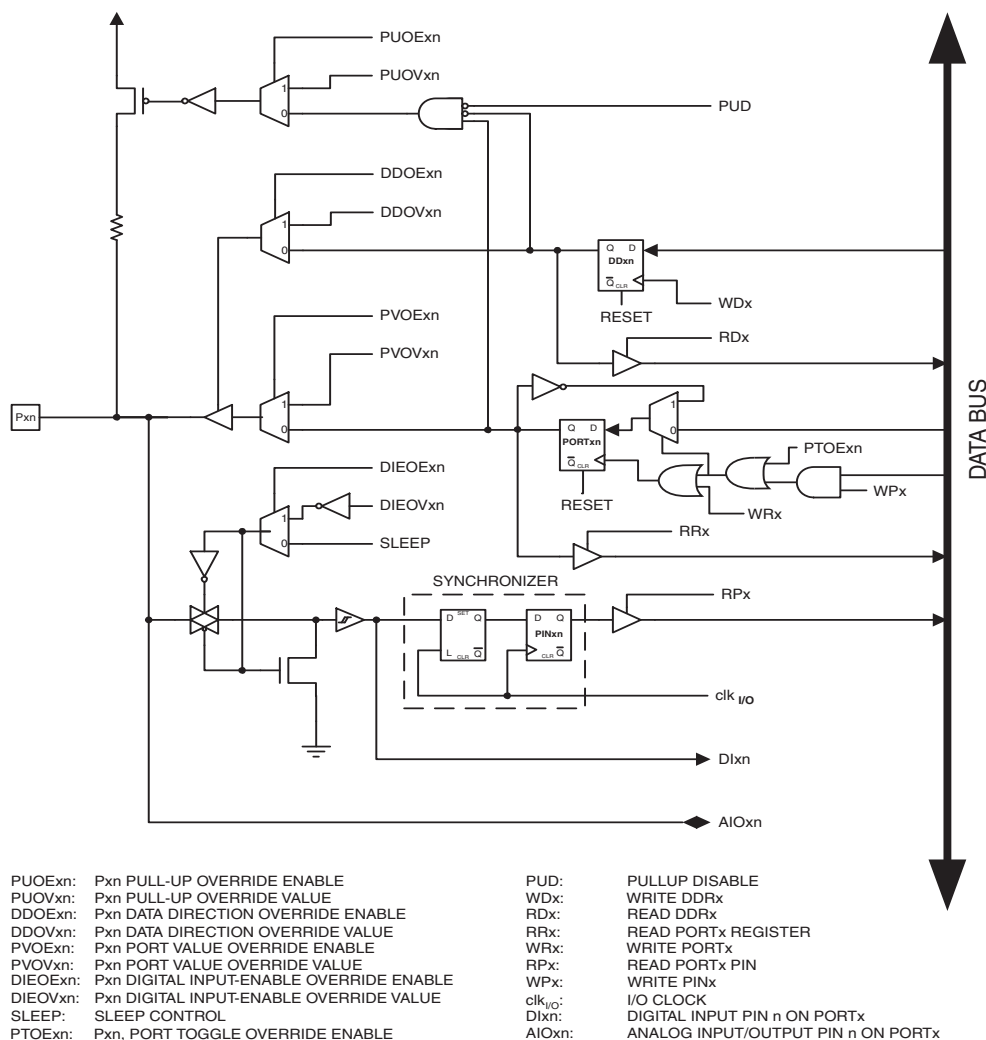 PUOExn
PUOVxn
1
0
PUD
DDOExn
DDOVxn
1
0
Q D
DDxn
Q CLR
WDx
RESET
RDx
PVOExn
PVOVxn
1
0
Pxn
1
0
Q D
PORTxn
Q CLR
RESET
PTOExn
WPx
WRx
RRx
DATA BUS
DIEOExn
DIEOVxn
1
0
SLEEP
SYNCHRONIZER
D SET Q
L CLR Q
D Q
PINxn
CLR Q
RPx
clk I/O
DIxn
AIOxn
PUOExn: Pxn PULL-UP OVERRIDE ENABLE
PUOVxn: Pxn PULL-UP OVERRIDE VALUE
DDOExn: Pxn DATA DIRECTION OVERRIDE ENABLE
DDOVxn: Pxn DATA DIRECTION OVERRIDE VALUE
PVOExn: Pxn PORT VALUE OVERRIDE ENABLE
PVOVxn: Pxn PORT VALUE OVERRIDE VALUE
DIEOExn: Pxn DIGITAL INPUT-ENABLE OVERRIDE ENABLE
DIEOVxn: Pxn DIGITAL INPUT-ENABLE OVERRIDE VALUE
SLEEP: SLEEP CONTROL
PTOExn: Pxn, PORT TOGGLE OVERRIDE ENABLE
PUD: PULLUP DISABLE
WDx: WRITE DDRx
RDx: READ DDRx
RRx: READ PORTx REGISTER
WRx: WRITE PORTx
RPx: READ PORTx PIN
WPx: WRITE PINx
clkI/O: I/O CLOCK
DIxn: DIGITAL INPUT PIN n ON PORTx
AIOxn: ANALOG INPUT/OUTPUT PIN n ON PORTx